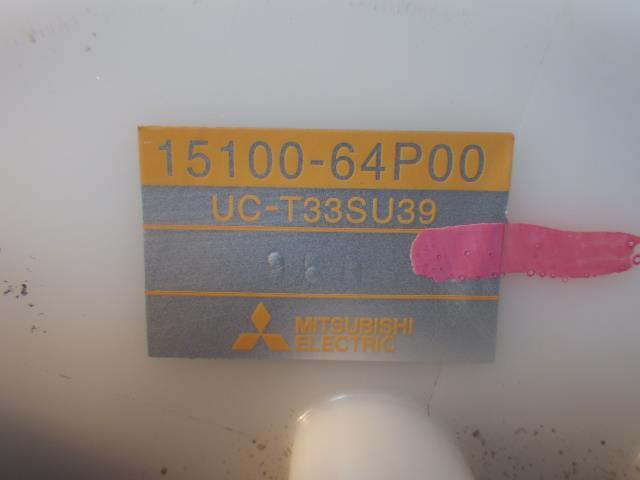 15100-64P00
UC-T33SU39
MITSUBISHI
ELECTRIC